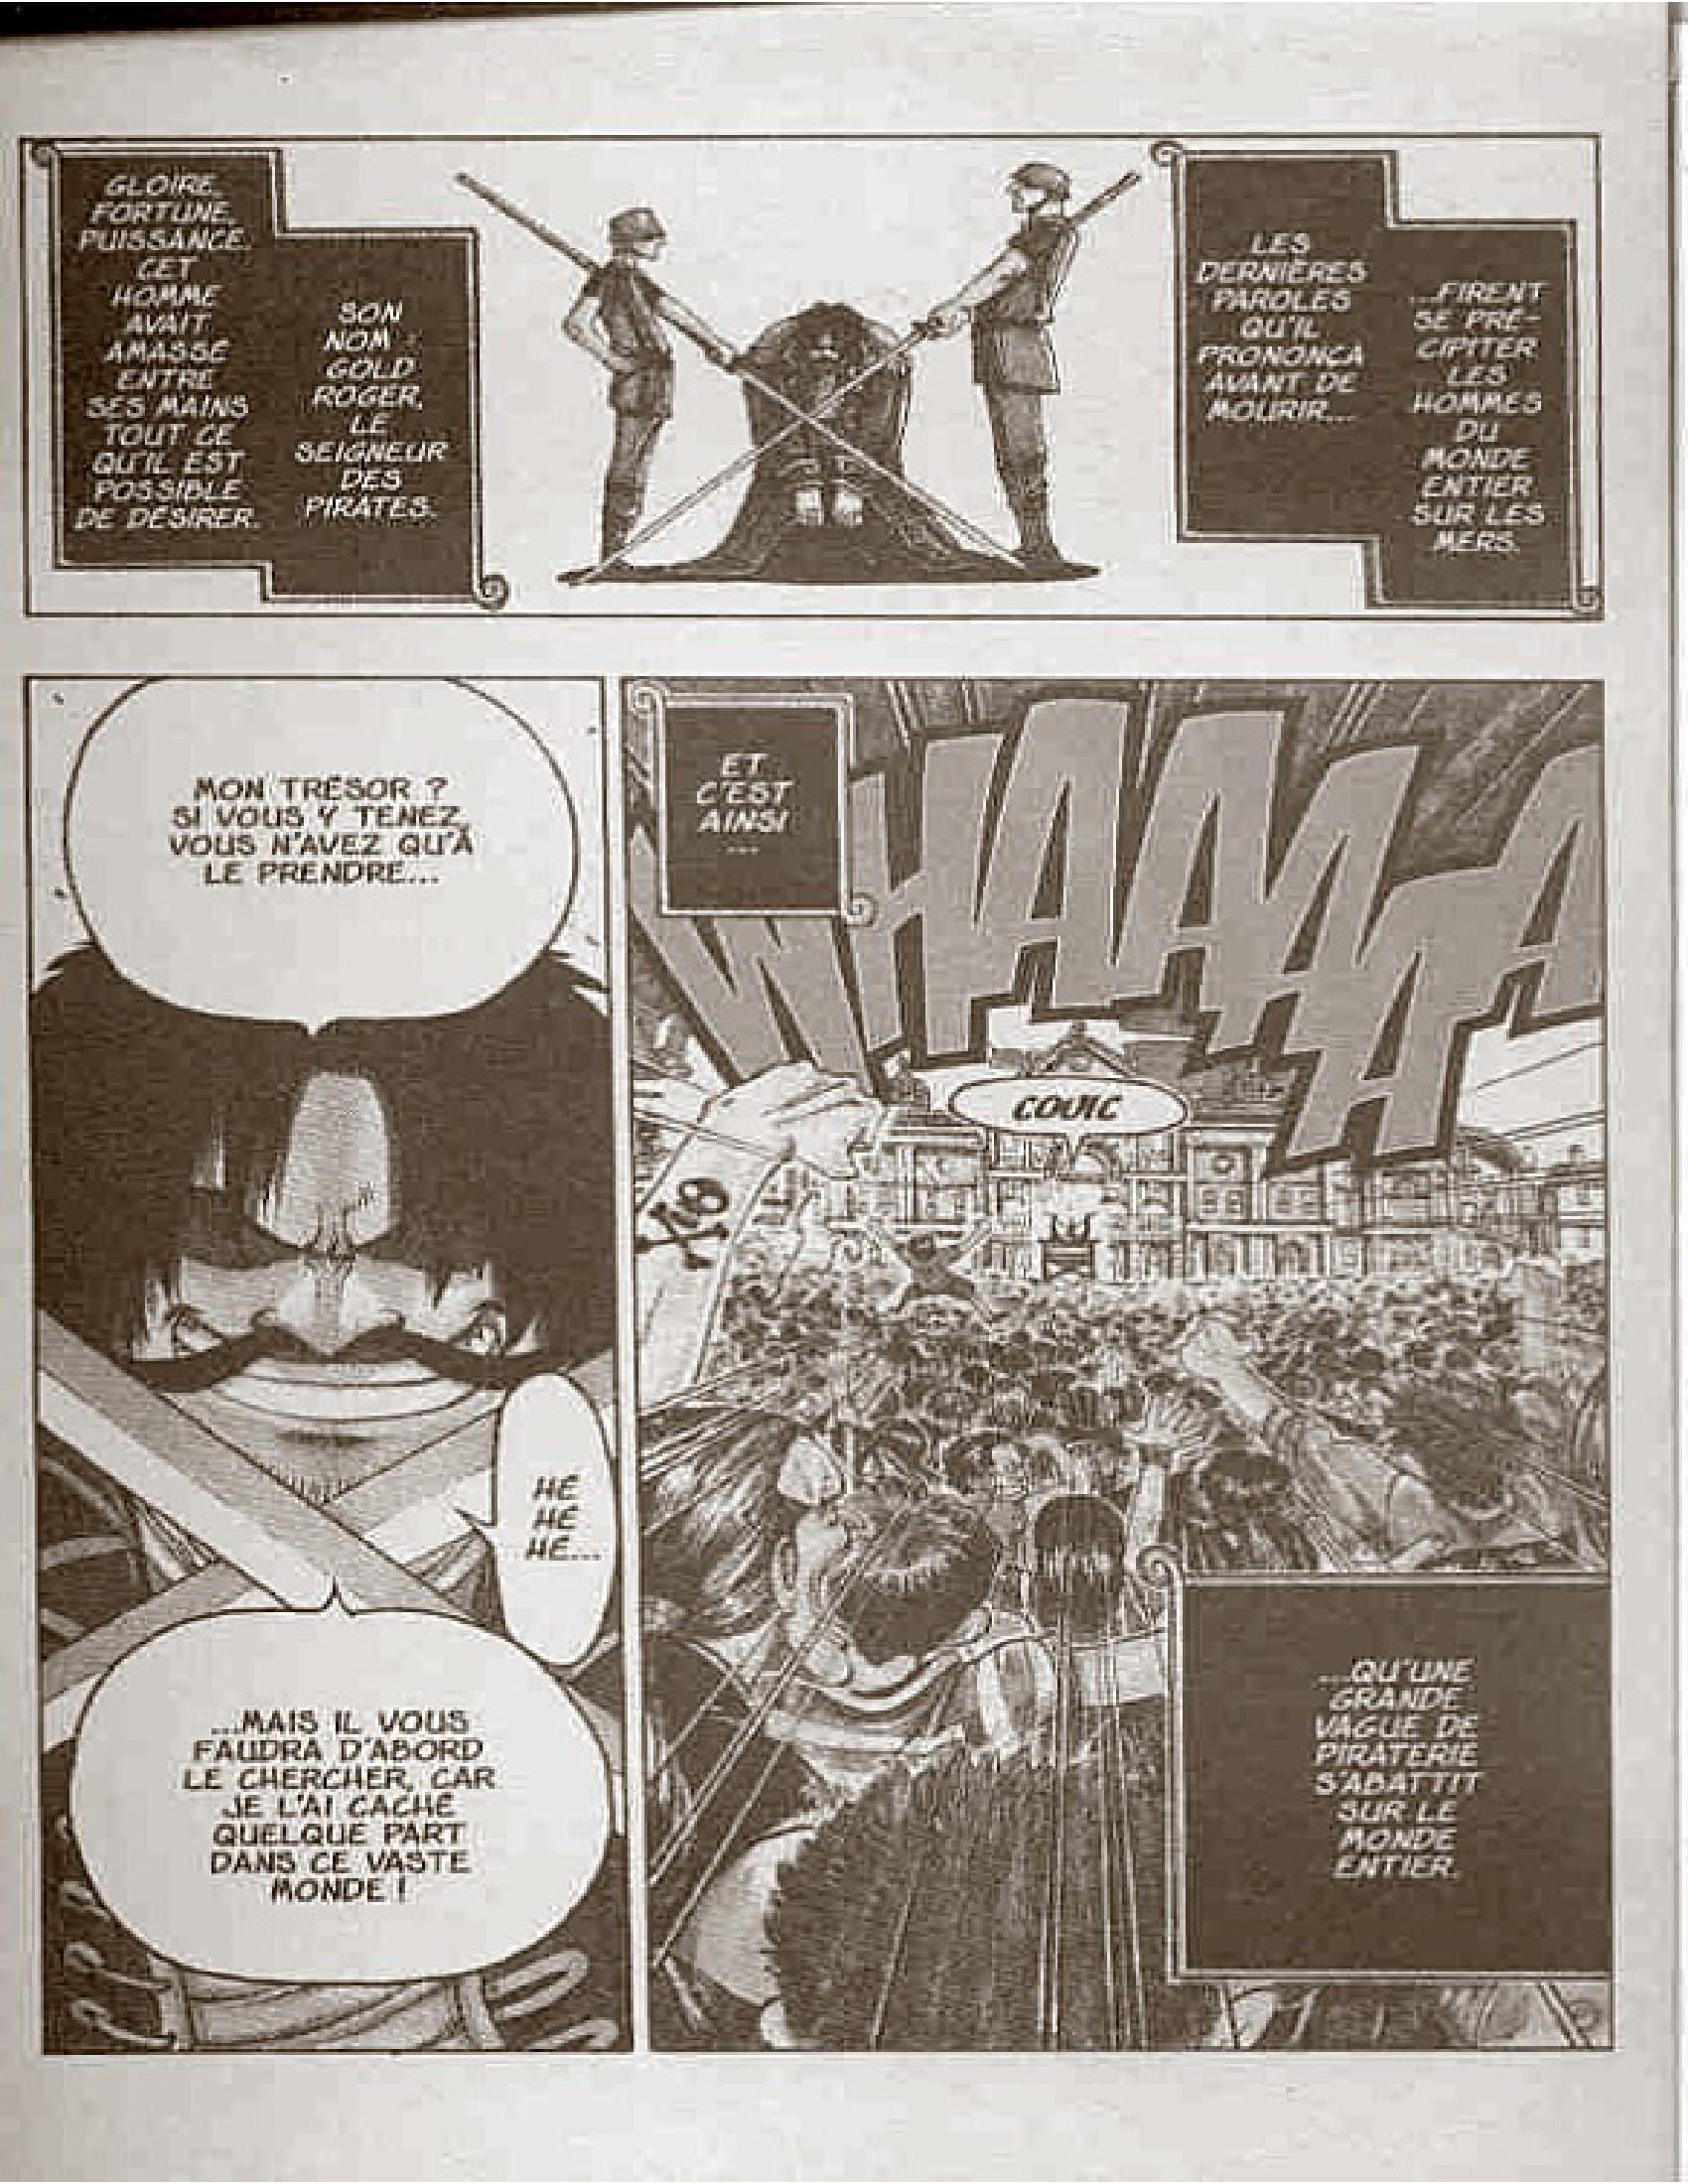 GLOIRE.
FORTUNE.
PUISSANCE.
CET
HOMME
AVAIT
AMASSÉ
ENTRE
SES MAINS
TOUT CE
QU'IL EST
POSSIBLE
DE DÉSIRER.
SON
NOM :
GOLD
ROGER,
LE
SEIGNEUR
DES
PIRATES.
LES
DERNIÈRES
PAROLES
QU'IL
PRONONÇA
AVANT DE
MOURIR...
...FIRENT
SE PRÉ-
CIPITER
LES
HOMMES
DU
MONDE
ENTIER
SUR LES
MERS.
MON TRÉSOR ?
SI VOUS Y TENEZ,
VOUS N'AVEZ QU'À
LE PRENDRE...
HÉ
HÉ
HÉ...
...MAIS IL VOUS
FAUDRA D'ABORD
LE CHERCHER, CAR
JE L'AI CACHÉ
QUELQUE PART
DANS CE VASTE
MONDE !
ET
C'EST
AINSI
...
WHAAAAA
COUIC
...QU'UNE
GRANDE
VAGUE DE
PIRATERIE
S'ABATTIT
SUR LE
MONDE
ENTIER.